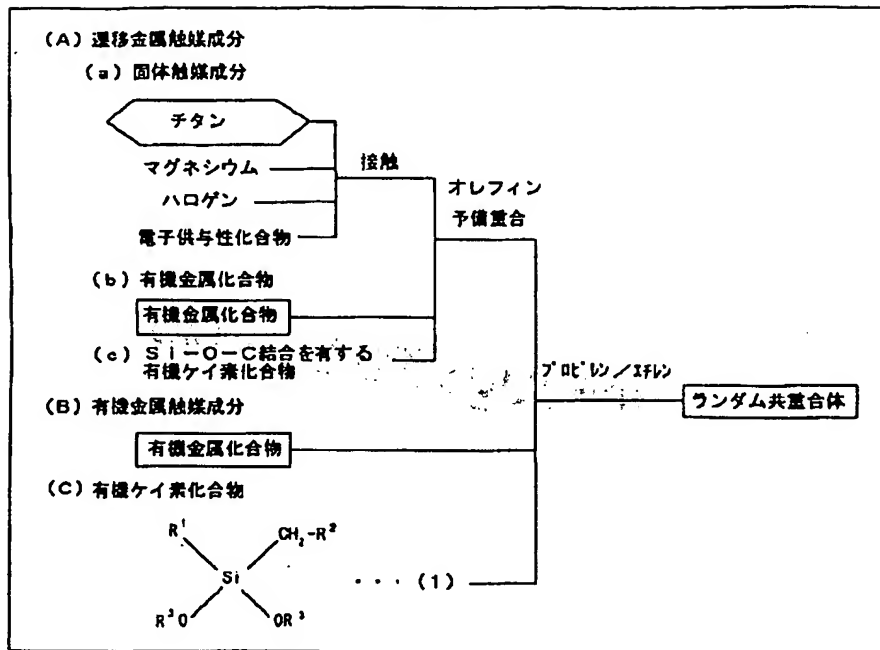 (A) 遷移金属触媒成分
(a) 固体触媒成分
チタン
マグネシウム
接触
ハロゲン
オレフィン
予備重合
電子供与性化合物
(b) 有機金属化合物
有機金属化合物
(c) Si-O-C結合を有する
有機ケイ素化合物
プロピレン/エチレン
ランダム共重合体
(B) 有機金属触媒成分
有機金属化合物
(C) 有機ケイ素化合物
R¹ CH₂-R²
Si ・・・(1)
R³O OR³